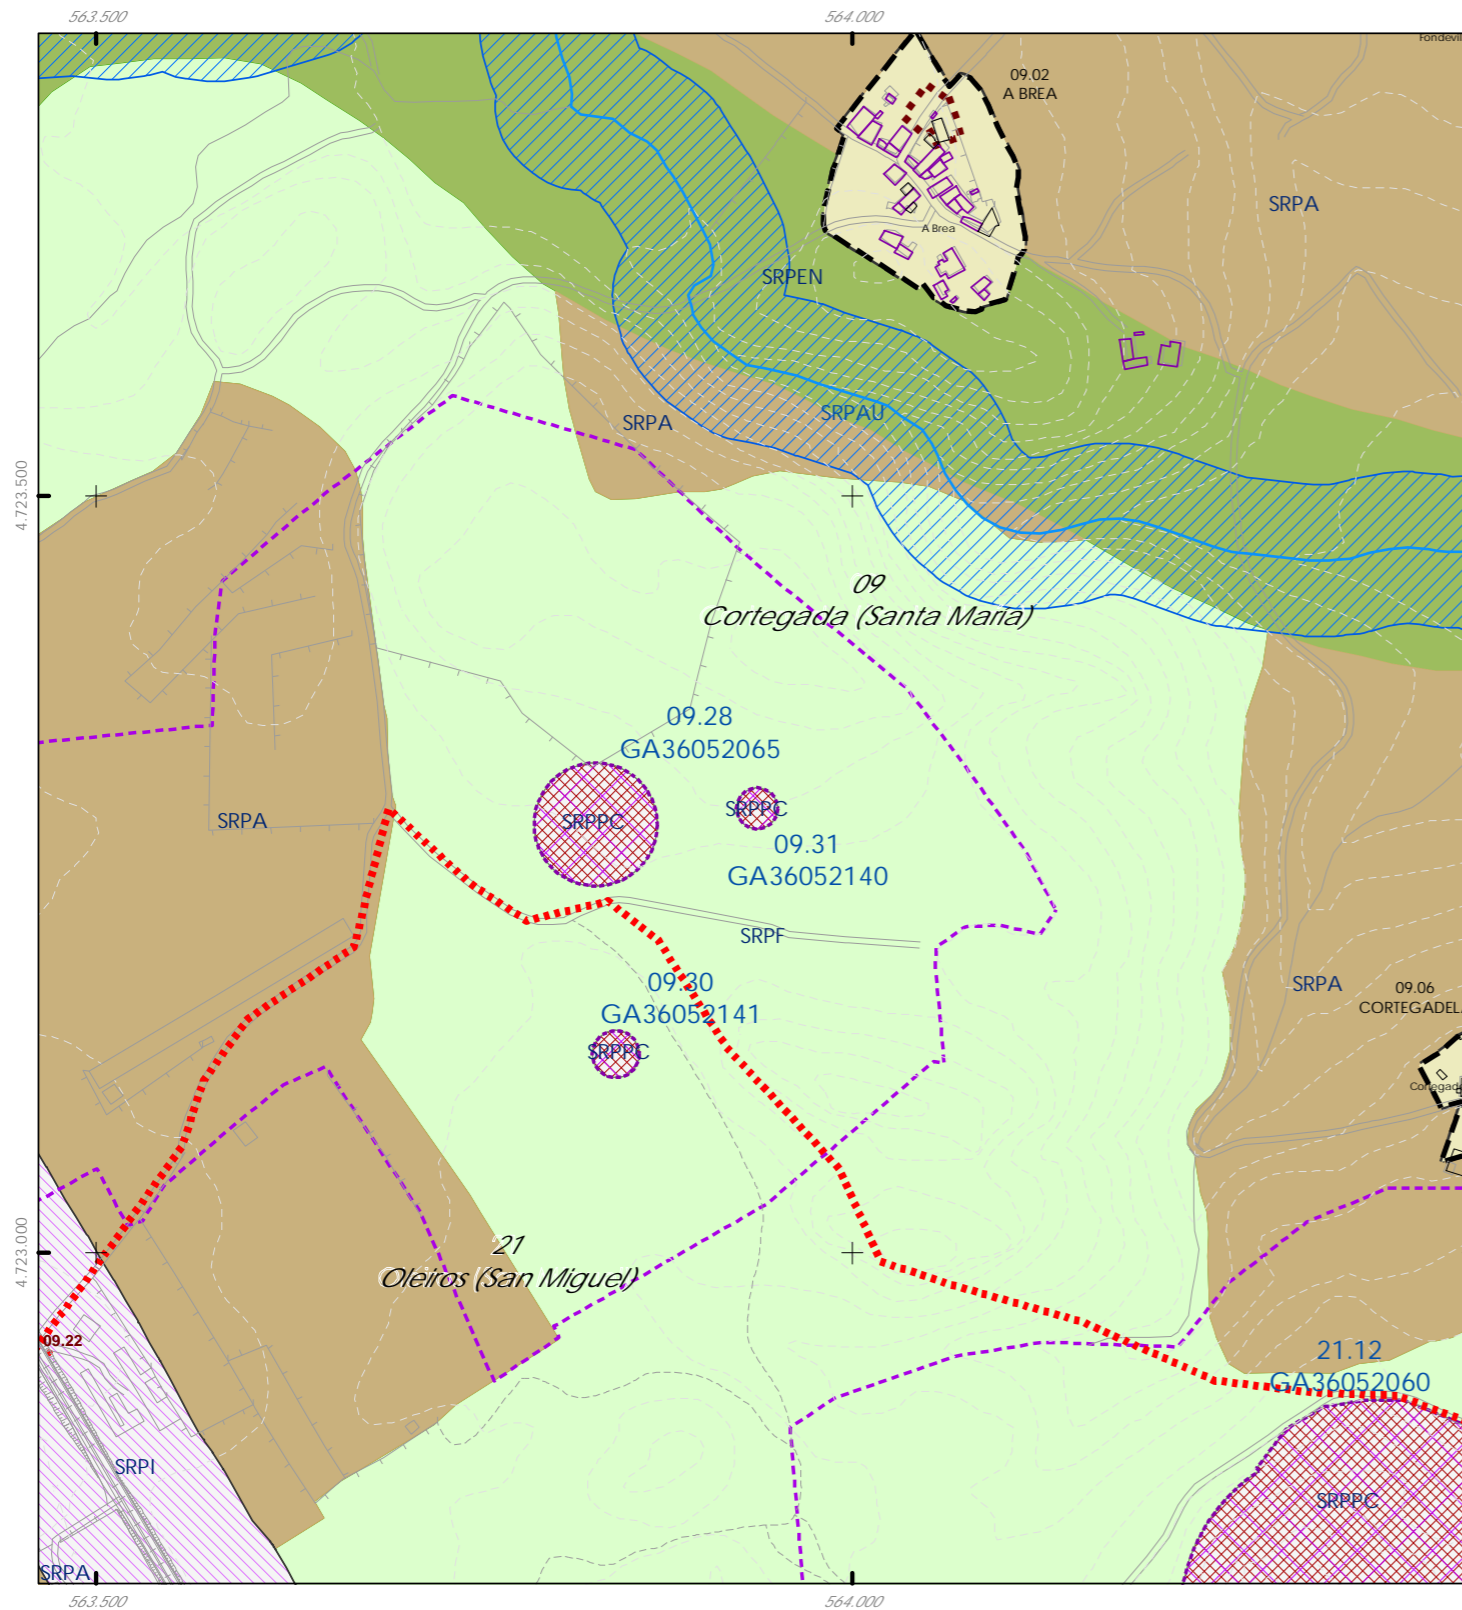 563.500
564.000
Fondevil
09.02
A BREA
SRPA
A Brea
SRPEN
SRPA
SRPAU
4.723.500
09
Cortegada (Santa María)
09.28
GA36052065
SRPPC
SRPPC
SRPA
09.31
GA36052140
SRPF
09.30
GA36052141
SRPPC
SRPA
09.06
CORTEGADEL
Cortegad
4.723.000
21
Oleiros (San Miguel)
09.22
21.12
GA36052060
SRPI
SRPPC
SRPA
563.500
564.000